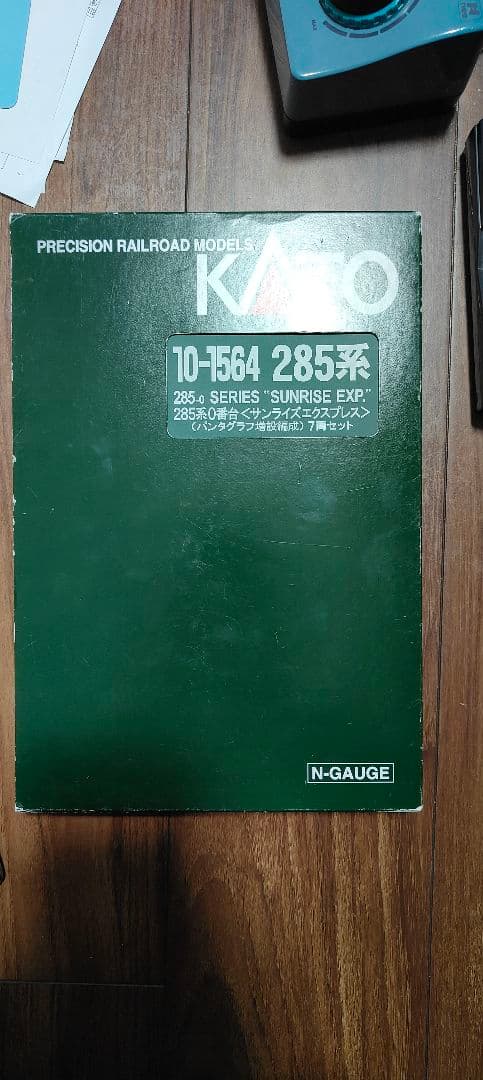 MAX
PRECISION RAILROAD MODELS
KATO
10-1564 285系
285-0 SERIES "SUNRISE EXP."
285系0番台<サンライズエクスプレス>
(パンタグラフ増設編成)7両セット
N-GAUGE